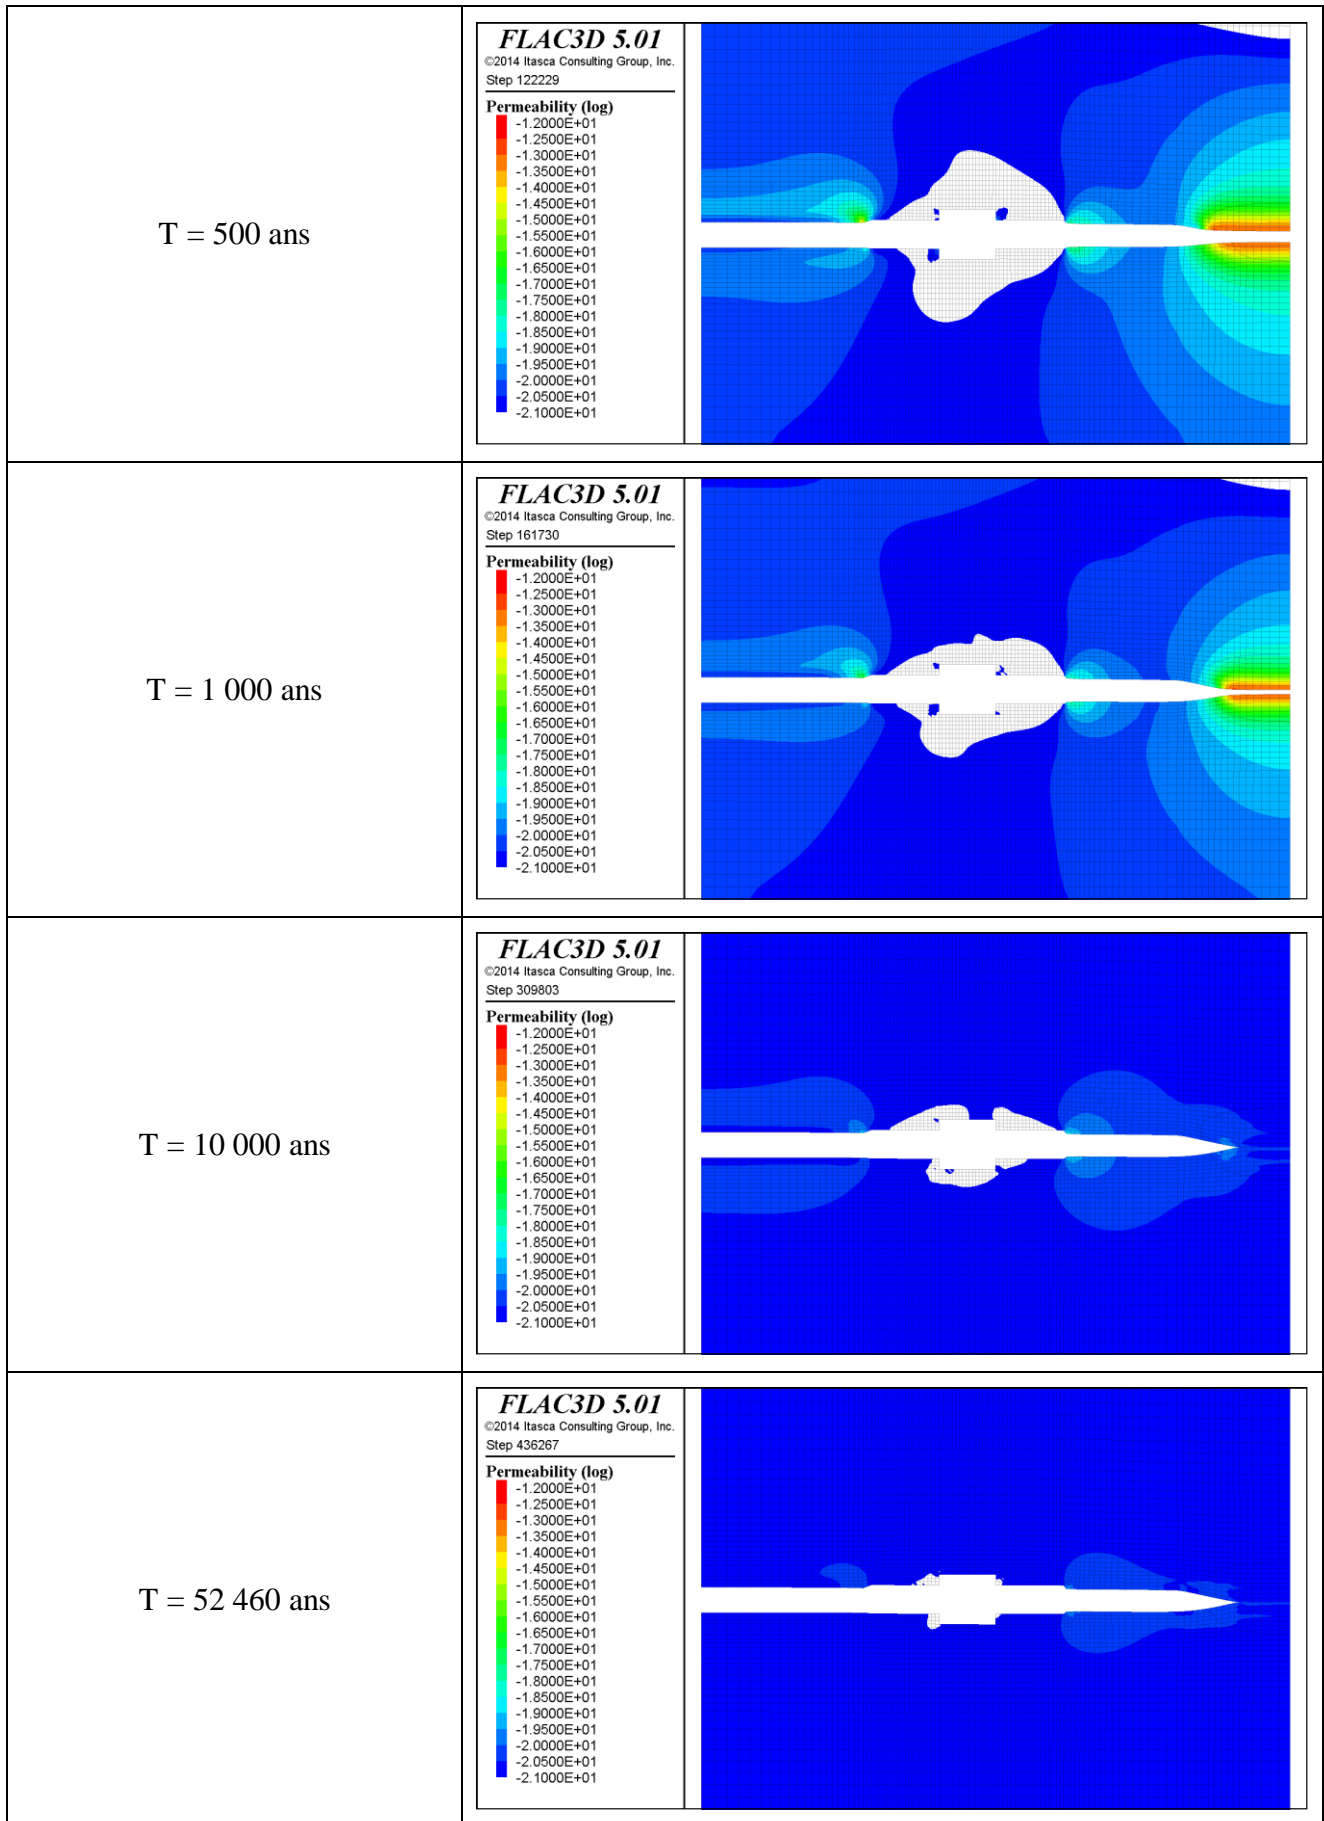 T = 500 ans
FLAC3D 5.01
©2014 Itasca Consulting Group, Inc.
Step 122229
Permeability (log)
-1.2000E+01
-1.2500E+01
-1.3000E+01
-1.3500E+01
-1.4000E+01
-1.4500E+01
-1.5000E+01
-1.5500E+01
-1.6000E+01
-1.6500E+01
-1.7000E+01
-1.7500E+01
-1.8000E+01
-1.8500E+01
-1.9000E+01
-1.9500E+01
-2.0000E+01
-2.0500E+01
-2.1000E+01
T = 1 000 ans
FLAC3D 5.01
©2014 Itasca Consulting Group, Inc.
Step 161730
Permeability (log)
-1.2000E+01
-1.2500E+01
-1.3000E+01
-1.3500E+01
-1.4000E+01
-1.4500E+01
-1.5000E+01
-1.5500E+01
-1.6000E+01
-1.6500E+01
-1.7000E+01
-1.7500E+01
-1.8000E+01
-1.8500E+01
-1.9000E+01
-1.9500E+01
-2.0000E+01
-2.0500E+01
-2.1000E+01
T = 10 000 ans
FLAC3D 5.01
©2014 Itasca Consulting Group, Inc.
Step 309803
Permeability (log)
-1.2000E+01
-1.2500E+01
-1.3000E+01
-1.3500E+01
-1.4000E+01
-1.4500E+01
-1.5000E+01
-1.5500E+01
-1.6000E+01
-1.6500E+01
-1.7000E+01
-1.7500E+01
-1.8000E+01
-1.8500E+01
-1.9000E+01
-1.9500E+01
-2.0000E+01
-2.0500E+01
-2.1000E+01
T = 52 460 ans
FLAC3D 5.01
©2014 Itasca Consulting Group, Inc.
Step 436267
Permeability (log)
-1.2000E+01
-1.2500E+01
-1.3000E+01
-1.3500E+01
-1.4000E+01
-1.4500E+01
-1.5000E+01
-1.5500E+01
-1.6000E+01
-1.6500E+01
-1.7000E+01
-1.7500E+01
-1.8000E+01
-1.8500E+01
-1.9000E+01
-1.9500E+01
-2.0000E+01
-2.0500E+01
-2.1000E+01